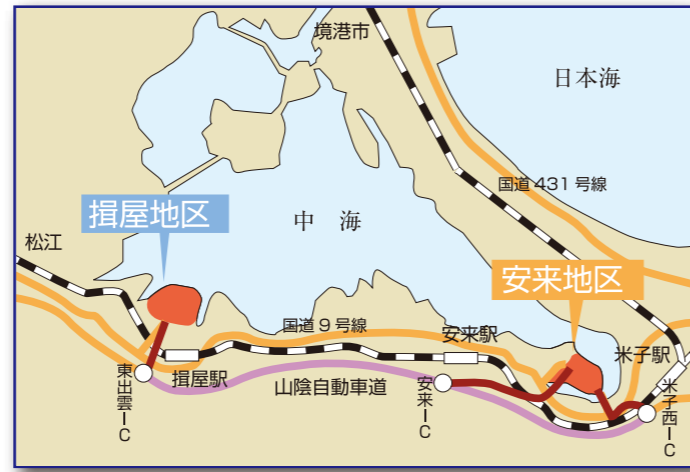 境港市
日本海
国道431号線
揖屋地区
中　海
松江
安来地区
国道9号線
安来駅
米子駅
揖屋駅
山陰自動車道
東出雲IC
安来IC
米子西IC